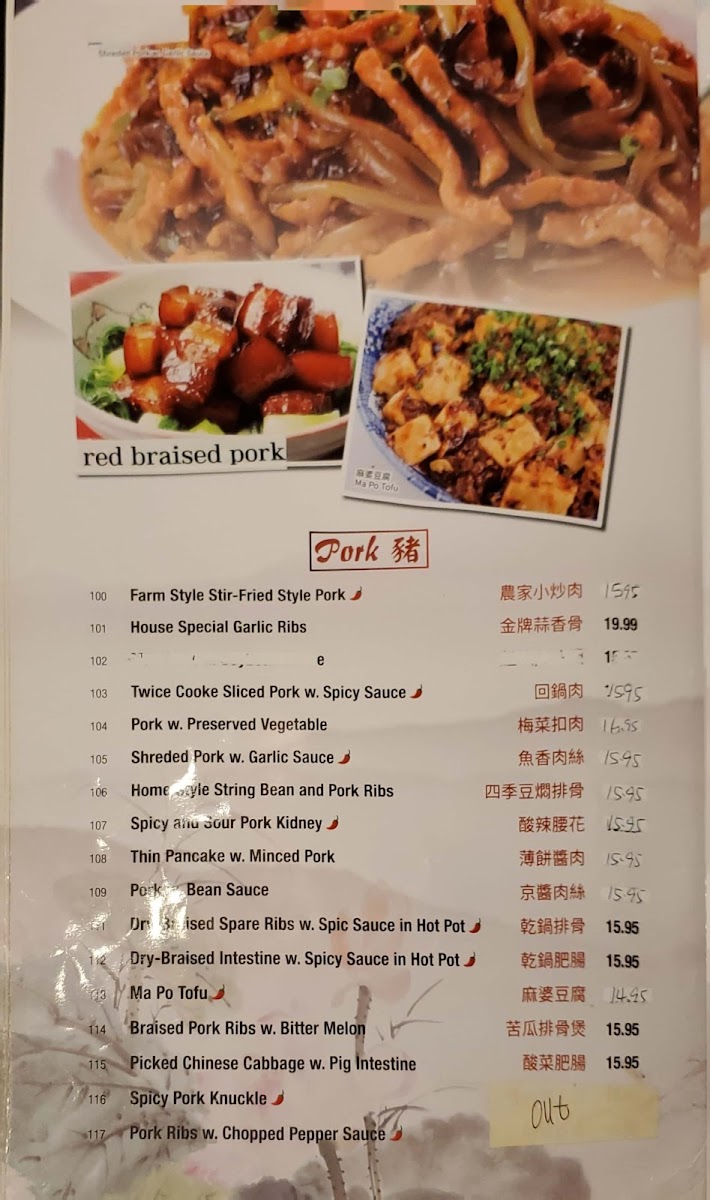 Shreded Pork w. Garlic Sauce
red braised pork
麻婆豆腐
Ma Po Tofu
Pork 豬
100 Farm Style Stir-Fried Style Pork 農家小炒肉 15.95
101 House Special Garlic Ribs 金牌蒜香骨 19.99
102
103 Twice Cooke Sliced Pork w. Spicy Sauce 回鍋肉 15.95
104 Pork w. Preserved Vegetable 梅菜扣肉 16.95
105 Shreded Pork w. Garlic Sauce 魚香肉絲 15.95
106 Home Style String Bean and Pork Ribs 四季豆燜排骨 15.95
107 Spicy and Sour Pork Kidney 酸辣腰花 15.95
108 Thin Pancake w. Minced Pork 薄餅醬肉 15.95
109 Pork w. Bean Sauce 京醬肉絲 15.95
111 Dry-Braised Spare Ribs w. Spic Sauce in Hot Pot 乾鍋排骨 15.95
112 Dry-Braised Intestine w. Spicy Sauce in Hot Pot 乾鍋肥腸 15.95
113 Ma Po Tofu 麻婆豆腐 14.95
114 Braised Pork Ribs w. Bitter Melon 苦瓜排骨煲 15.95
115 Picked Chinese Cabbage w. Pig Intestine 酸菜肥腸 15.95
116 Spicy Pork Knuckle out
117 Pork Ribs w. Chopped Pepper Sauce